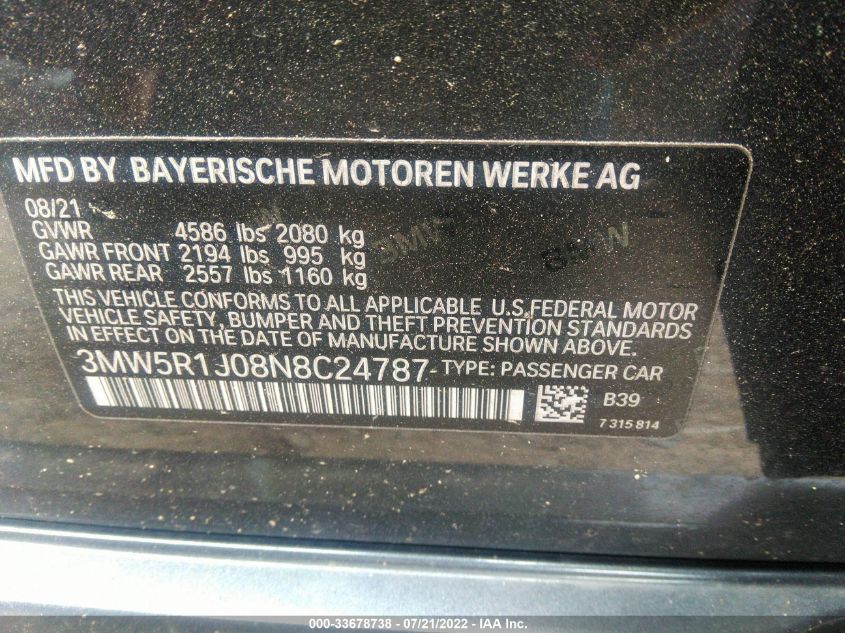 MFD BY BAYERISCHE MOTOREN WERKE AG
08/21
GVWR 4586 lbs 2080 kg
GAWR FRONT 2194 lbs 995 kg
GAWR REAR 2557 lbs 1160 kg
THIS VEHICLE CONFORMS TO ALL APPLICABLE U.S.FEDERAL MOTOR
VEHICLE SAFETY, BUMPER AND THEFT PREVENTION STANDARDS
IN EFFECT ON THE DATE OF MANUFACTURE SHOWN ABOVE.
3MW5R1J08N8C24787 - TYPE: PASSENGER CAR
B39
7 315 814
000-33678738 - 07/21/2022 - IAA Inc.